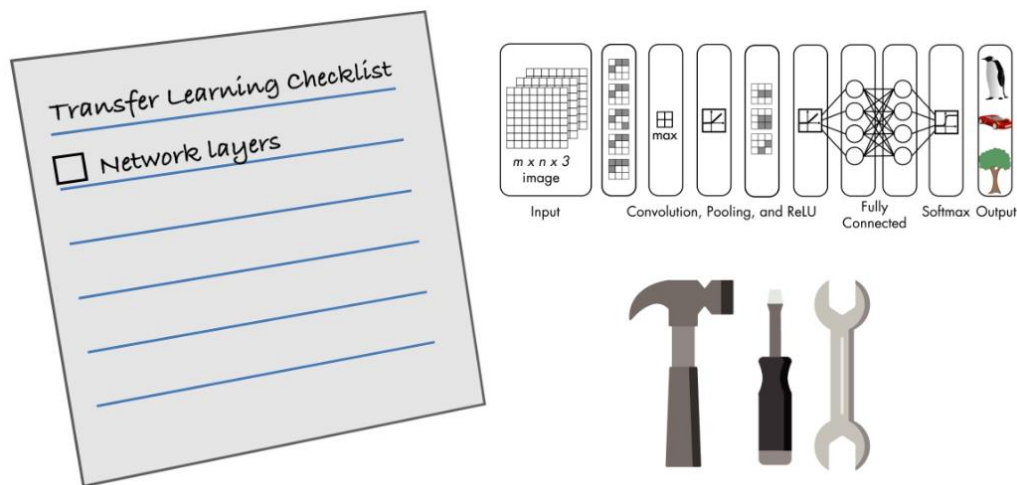 Transfer Learning Checklist
Network layers
m x n x 3
image
max
Input
Convolution, Pooling, and ReLU
Fully
Connected
Softmax
Output